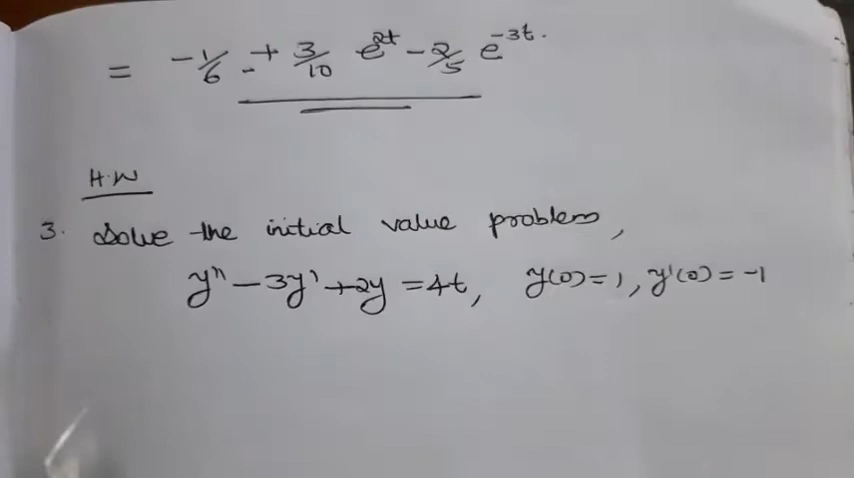 = -1/6 + 3/10 e^2t - 2/5 e^-3t.
H.W
3. Solve the initial value problem,
y'' - 3y' + 2y = 4t, y(0) = 1, y'(0) = -1